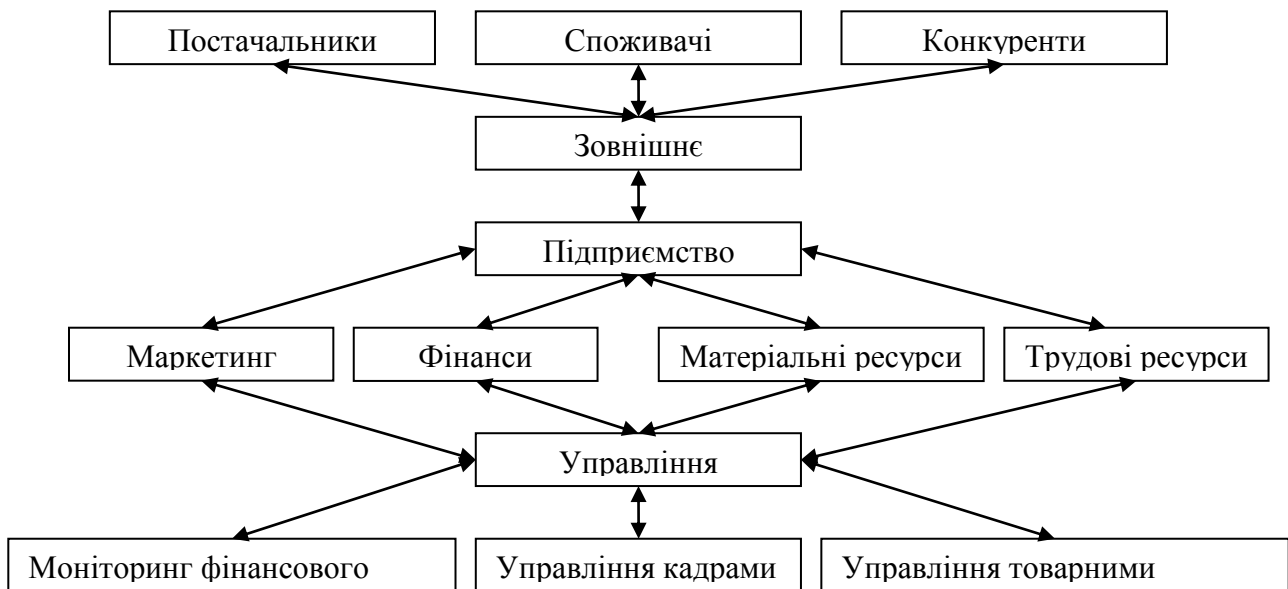 Постачальники
Споживачі
Конкуренти
Зовнішнє
Підприємство
Маркетинг
Фінанси
Матеріальні ресурси
Трудові ресурси
Управління
Моніторинг фінансового
Управління кадрами
Управління товарними